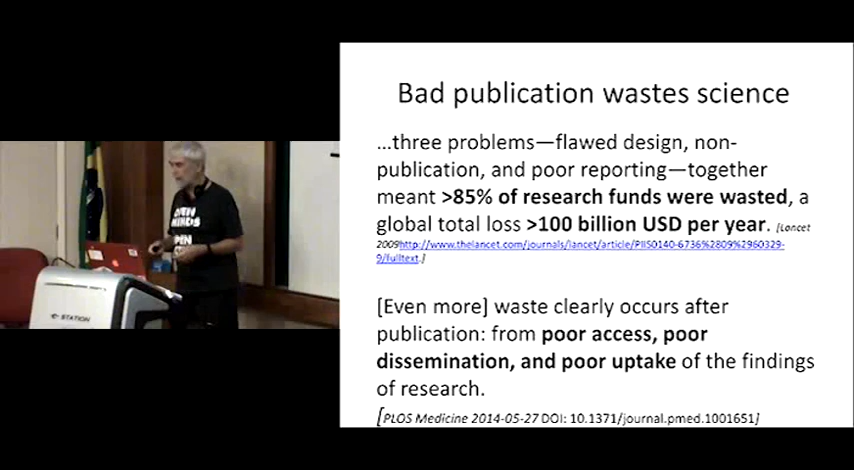 Bad publication wastes science
…three problems—flawed design, non-
publication, and poor reporting—together
meant >85% of research funds were wasted, a
global total loss >100 billion USD per year. [Lancet
2009http://www.thelancet.com/journals/lancet/article/PIIS0140-6736%2809%2960329-
9/fulltext.]
[Even more] waste clearly occurs after
publication: from poor access, poor
dissemination, and poor uptake of the findings
of research.
[PLOS Medicine 2014-05-27 DOI: 10.1371/journal.pmed.1001651]
OPEN
MINDS
OPEN
STATION